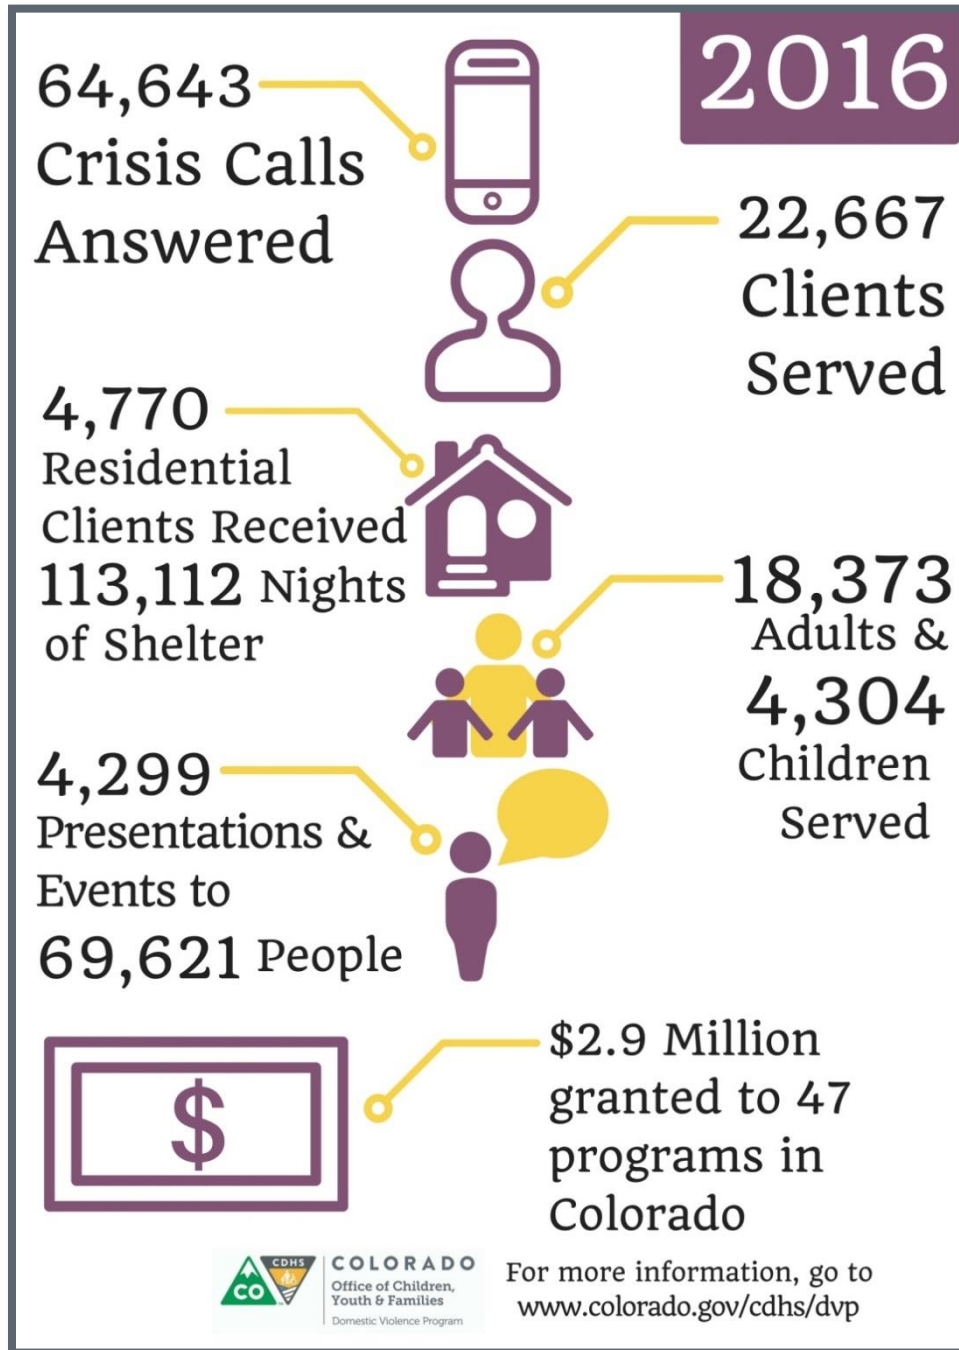 2016
64,643
Crisis Calls
Answered
22,667
Clients
Served
4,770
Residential
Clients Received
113,112 Nights
of Shelter
18,373
Adults &
4,304
Children
Served
4,299
Presentations &
Events to
69,621 People
$
$2.9 Million
granted to 47
programs in
Colorado
CO
CDHS
COLORADO
Office of Children,
Youth & Families
Domestic Violence Program
For more information, go to
www.colorado.gov/cdhs/dvp